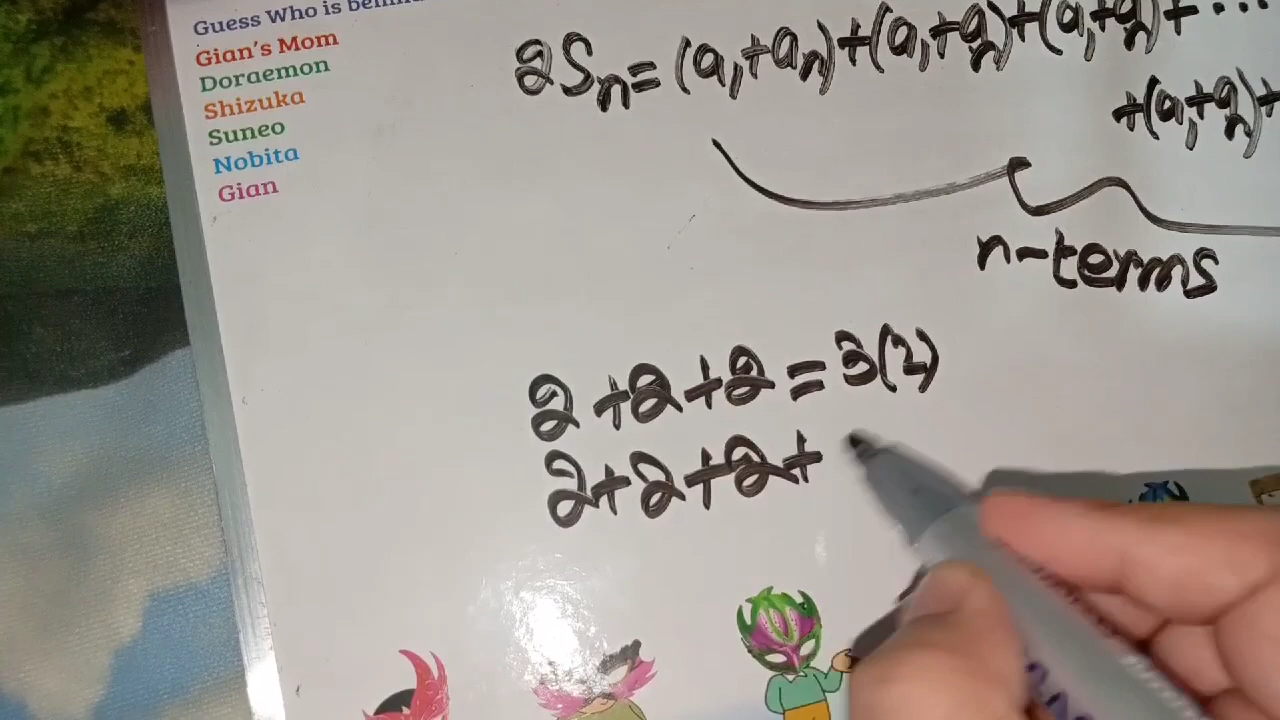 Guess Who is behind
Gian's Mom
Doraemon
Shizuka
Suneo
Nobita
Gian
2Sn = (a₁+an)+(a₁+an)+(a₁+an)+...
+(a₁+an)+
n-terms
2+2+2=3(2)
2+2+2+